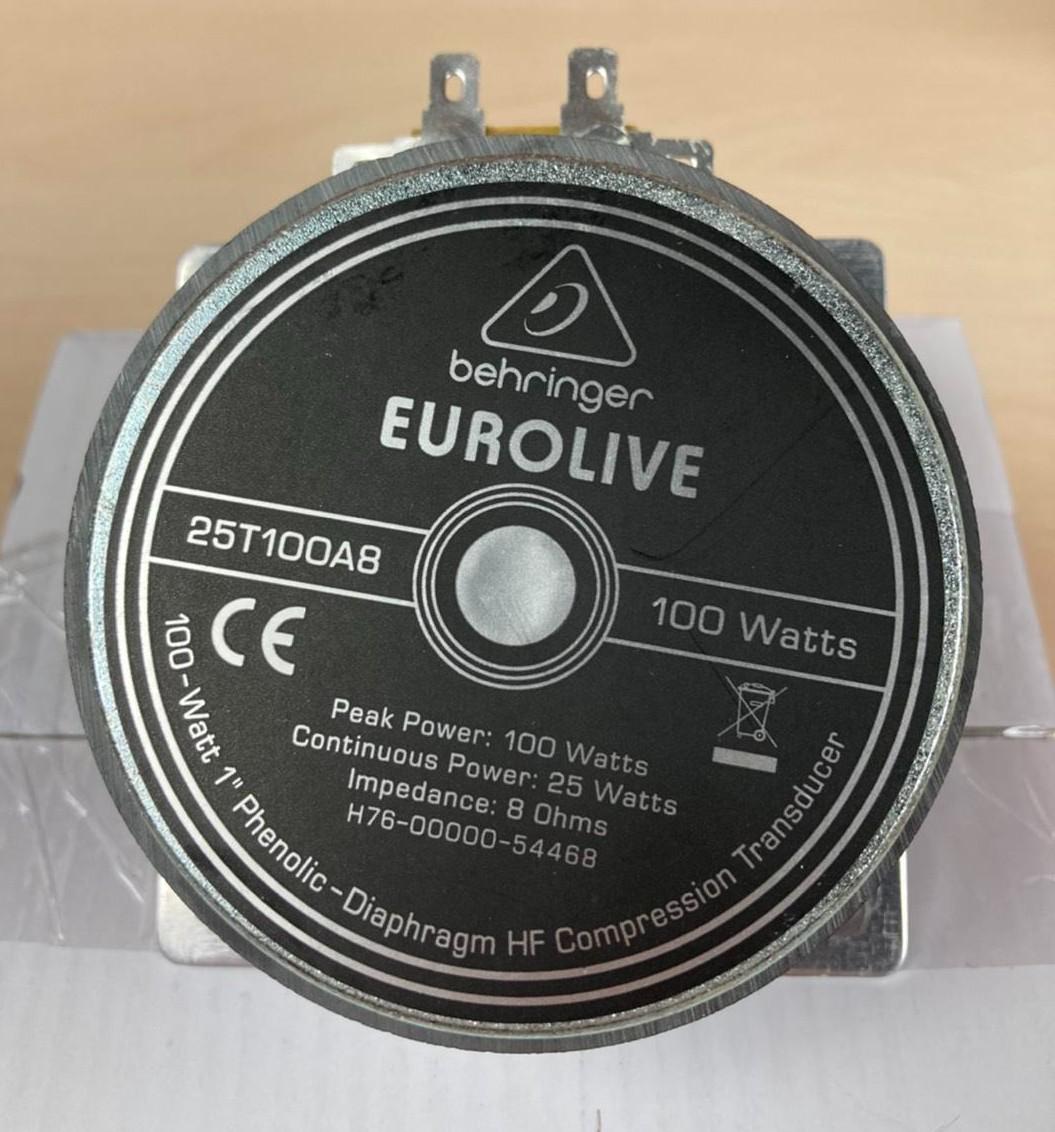 behringer
EUROLIVE
25T100A8
100 Watts
CE
Peak Power: 100 Watts
Continuous Power: 25 Watts
Impedance: 8 Ohms
H76-00000-54468
100-Watt 1" Phenolic-Diaphragm HF Compression Transducer